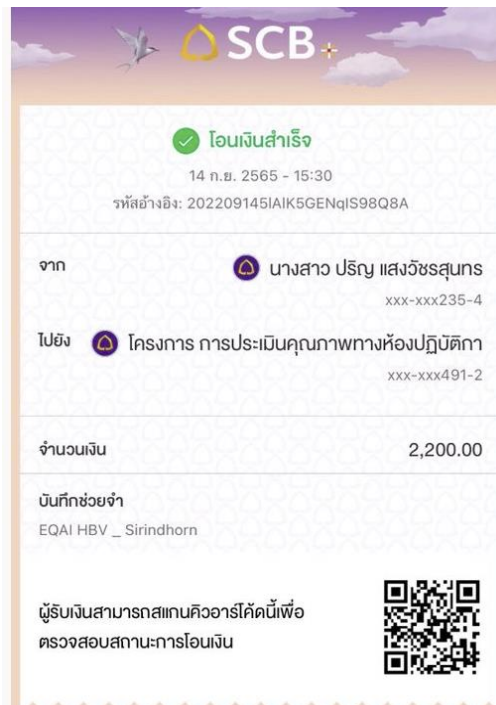 SCB+
โอนเงินสำเร็จ
14 ก.ย. 2565 - 15:30
รหัสอ้างอิง: 202209145IAlK5GENqIS98Q8A
จาก
นางสาว ปริญ แสงวัชรสุนทร
xxx-xxx235-4
ไปยัง
โครงการ การประเมินคุณภาพทางห้องปฏิบัติกา
xxx-xxx491-2
จำนวนเงิน 2,200.00
บันทึกช่วยจำ
EQAI HBV _ Sirindhorn
ผู้รับเงินสามารถสแกนคิวอาร์โค้ดนี้เพื่อ
ตรวจสอบสถานะการโอนเงิน